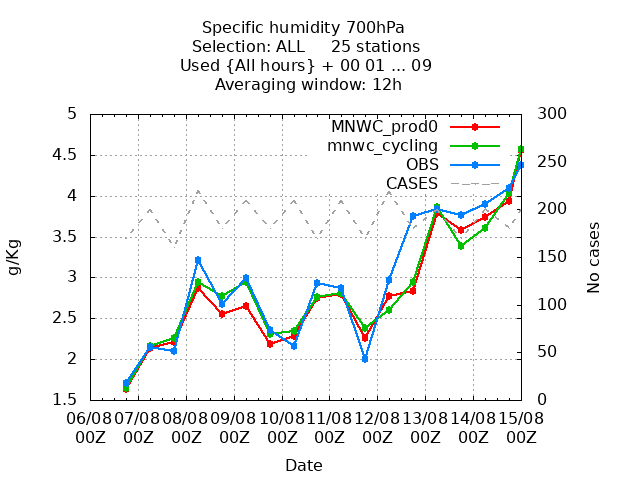 Specific humidity 700hPa
Selection: ALL     25 stations
Used {All hours} + 00 01 ... 09
Averaging window: 12h
MNWC_prod0
mnwc_cycling
OBS
CASES
5
4.5
4
3.5
3
2.5
2
1.5
g/Kg
300
250
200
150
100
50
0
No cases
06/08 07/08 08/08 09/08 10/08 11/08 12/08 13/08 14/08 15/08
00Z 00Z 00Z 00Z 00Z 00Z 00Z 00Z 00Z 00Z
Date